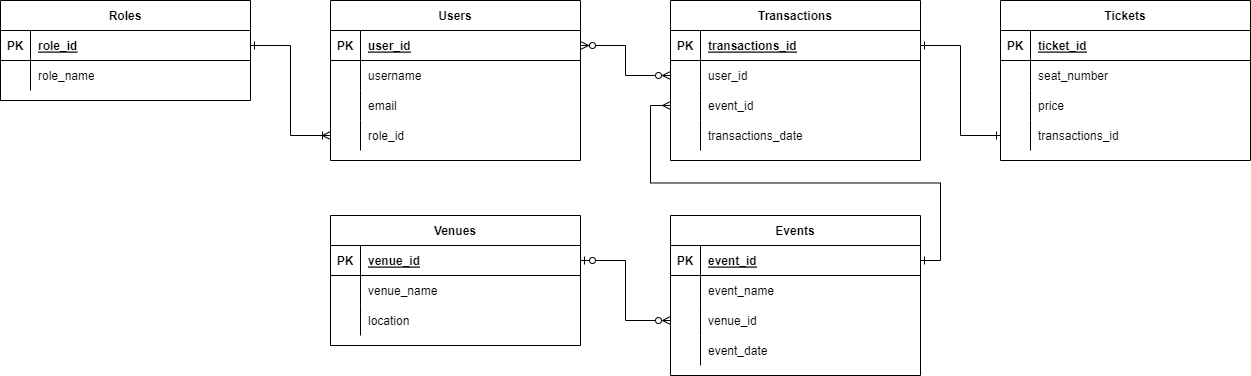 Roles
PK role_id
role_name
Users
PK user_id
username
email
role_id
Transactions
PK transactions_id
user_id
event_id
transactions_date
Tickets
PK ticket_id
seat_number
price
transactions_id
Venues
PK venue_id
venue_name
location
Events
PK event_id
event_name
venue_id
event_date